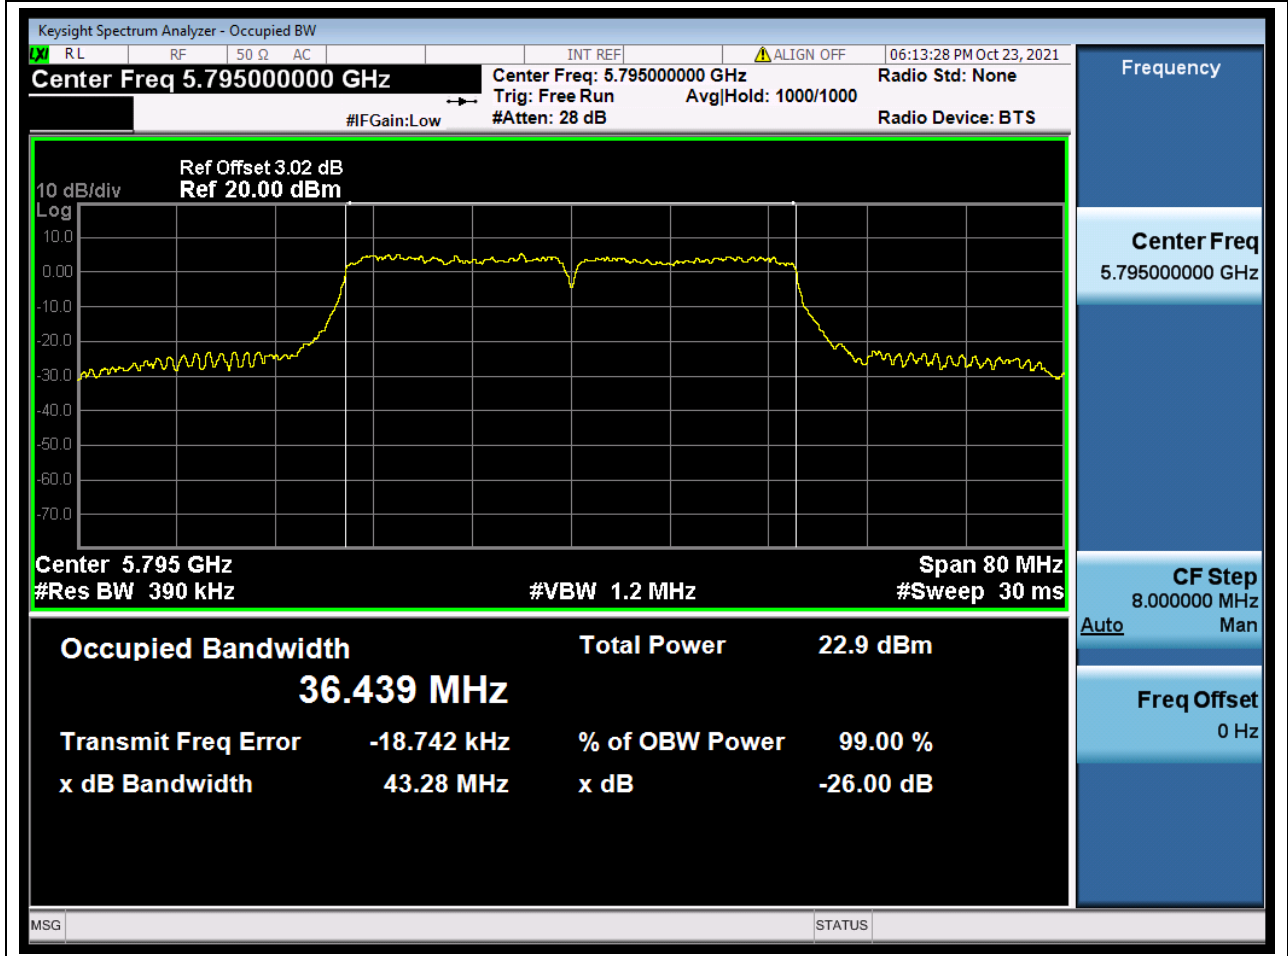 Keysight Spectrum Analyzer - Occupied BW
LXI RL RF 50 Ω AC INT REF ALIGN OFF 06:13:28 PM Oct 23, 2021
Center Freq 5.795000000 GHz
Center Freq: 5.795000000 GHz
Radio Std: None
Trig: Free Run Avg|Hold: 1000/1000
#IFGain:Low #Atten: 28 dB
Radio Device: BTS
Ref Offset 3.02 dB
10 dB/div Ref 20.00 dBm
Log
10.0
0.00
-10.0
-20.0
-30.0
-40.0
-50.0
-60.0
-70.0
Center 5.795 GHz Span 80 MHz
#Res BW 390 kHz #VBW 1.2 MHz #Sweep 30 ms
Occupied Bandwidth Total Power 22.9 dBm
36.439 MHz
Transmit Freq Error -18.742 kHz % of OBW Power 99.00 %
x dB Bandwidth 43.28 MHz x dB -26.00 dB
MSG STATUS
Frequency
Center Freq
5.795000000 GHz
CF Step
8.000000 MHz
Auto Man
Freq Offset
0 Hz